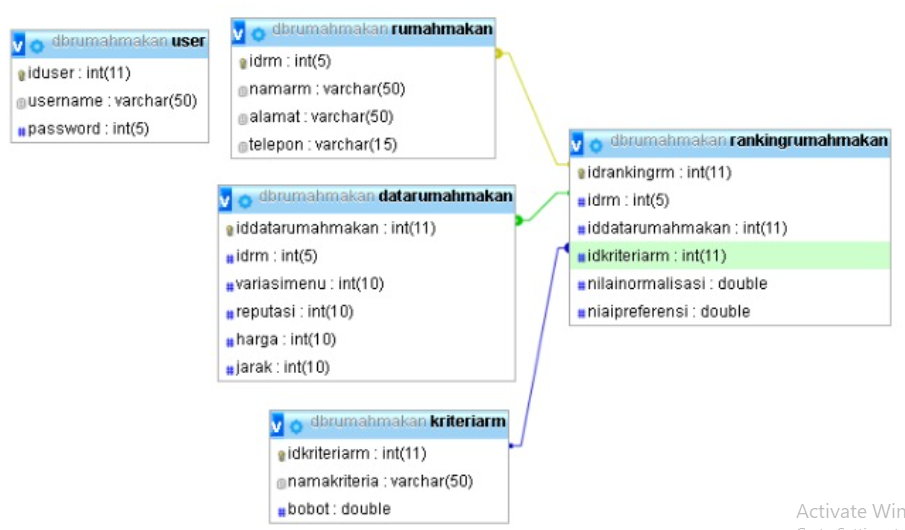 dbrumahmakan user
iduser : int(11)
username : varchar(50)
password : int(5)
dbrumahmakan rumahmakan
idrm : int(5)
namarm : varchar(50)
alamat : varchar(50)
telepon : varchar(15)
dbrumahmakan rankingrumahmakan
idrankingrm : int(11)
idrm : int(5)
iddatarumahmakan : int(11)
idkriteriarm : int(11)
nilainormalisasi : double
niaipreferensi : double
dbrumahmakan datarumahmakan
iddatarumahmakan : int(11)
idrm : int(5)
variasimenu : int(10)
reputasi : int(10)
harga : int(10)
jarak : int(10)
dbrumahmakan kriteriarm
idkriteriarm : int(11)
namakriteria : varchar(50)
bobot : double
Activate Win